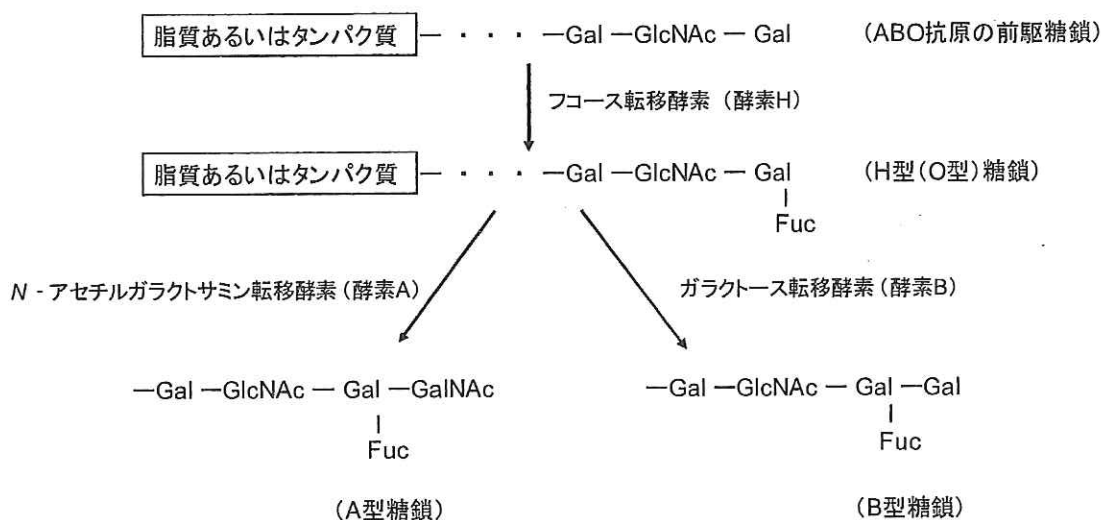 脂質あるいはタンパク質 — · · · —Gal —GlcNAc — Gal (ABO抗原の前駆糖鎖)
フコース転移酵素 (酵素H)
脂質あるいはタンパク質 — · · · —Gal —GlcNAc — Gal (H型(O型)糖鎖)
Fuc
N - アセチルガラクトサミン転移酵素(酵素A) ガラクトース転移酵素(酵素B)
—Gal —GlcNAc — Gal —GalNAc —Gal —GlcNAc — Gal —Gal
Fuc Fuc
(A型糖鎖) (B型糖鎖)